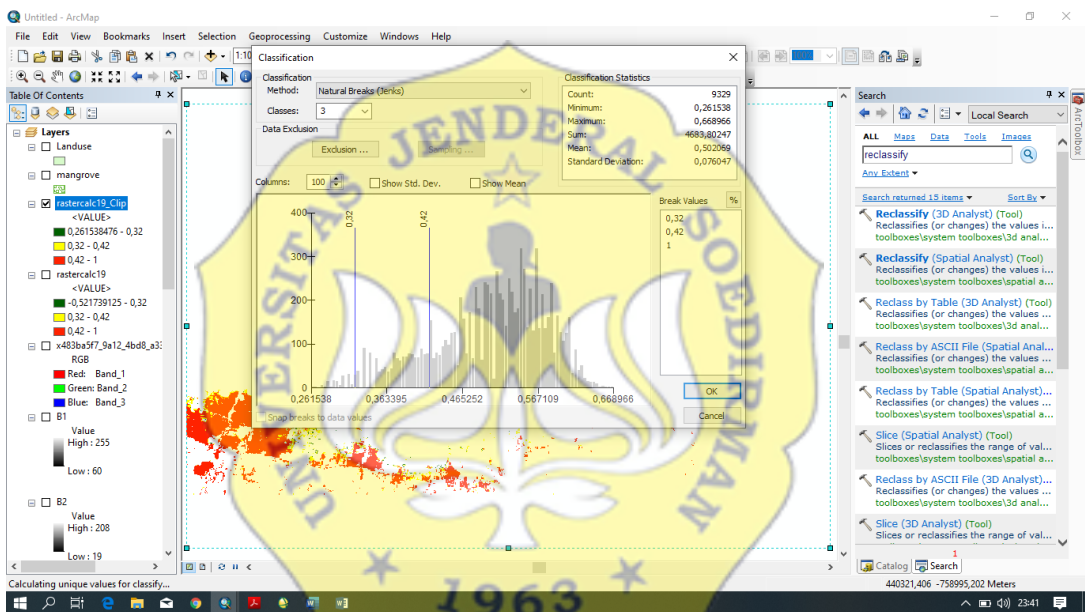 Untitled - ArcMap
File Edit View Bookmarks Insert Selection Geoprocessing Customize Windows Help
1:10
Table Of Contents
Layers
Landuse
mangrove
rastercalc19_Clip
<VALUE>
0,261538476 - 0,32
0,32 - 0,42
0,42 - 1
rastercalc19
<VALUE>
-0,521739125 - 0,32
0,32 - 0,42
0,42 - 1
x483ba5f7_9a12_4bd8_a33
RGB
Red: Band_1
Green: Band_2
Blue: Band_3
B1
Value
High : 255
Low : 60
B2
Value
High : 208
Low : 19
Classification
Classification
Method: Natural Breaks (Jenks)
Classes: 3
Data Exclusion
Exclusion ... Sampling ...
Classification Statistics
Count: 9329
Minimum: 0,261538
Maximum: 0,668966
Sum: 4683,80247
Mean: 0,502069
Standard Deviation: 0,076047
Columns: 100 Show Std. Dev. Show Mean
Break Values %
0,32
0,42
1
0,32 0,42
400
300
200
100
0
0,261538 0,363395 0,465252 0,567109 0,668966
Snap breaks to data values
OK
Cancel
UNIVERSITAS JENDERAL SOEDIRMAN
1963
Search
Local Search
ALL Maps Data Tools Images
reclassify
Any Extent
Search returned 15 items Sort By
Reclassify (3D Analyst) (Tool)
Reclassifies (or changes) the values i...
toolboxes\system toolboxes\3d anal...
Reclassify (Spatial Analyst) (Tool)
Reclassifies (or changes) the values i...
toolboxes\system toolboxes\spatial a...
Reclass by Table (3D Analyst) (Tool)
Reclassifies (or changes) the values ...
toolboxes\system toolboxes\3d anal...
Reclass by ASCII File (Spatial Anal...
Reclassifies (or changes) the values ...
toolboxes\system toolboxes\spatial a...
Reclass by Table (Spatial Analyst)...
Reclassifies (or changes) the values ...
toolboxes\system toolboxes\spatial a...
Slice (Spatial Analyst) (Tool)
Slices or reclassifies the range of val...
toolboxes\system toolboxes\spatial a...
Reclass by ASCII File (3D Analyst)...
Reclassifies (or changes) the values ...
toolboxes\system toolboxes\3d anal...
Slice (3D Analyst) (Tool)
Slices or reclassifies the range of val...
1
Catalog Search
ArcToolbox
Calculating unique values for classify...
440321,406 -758995,202 Meters
23:41